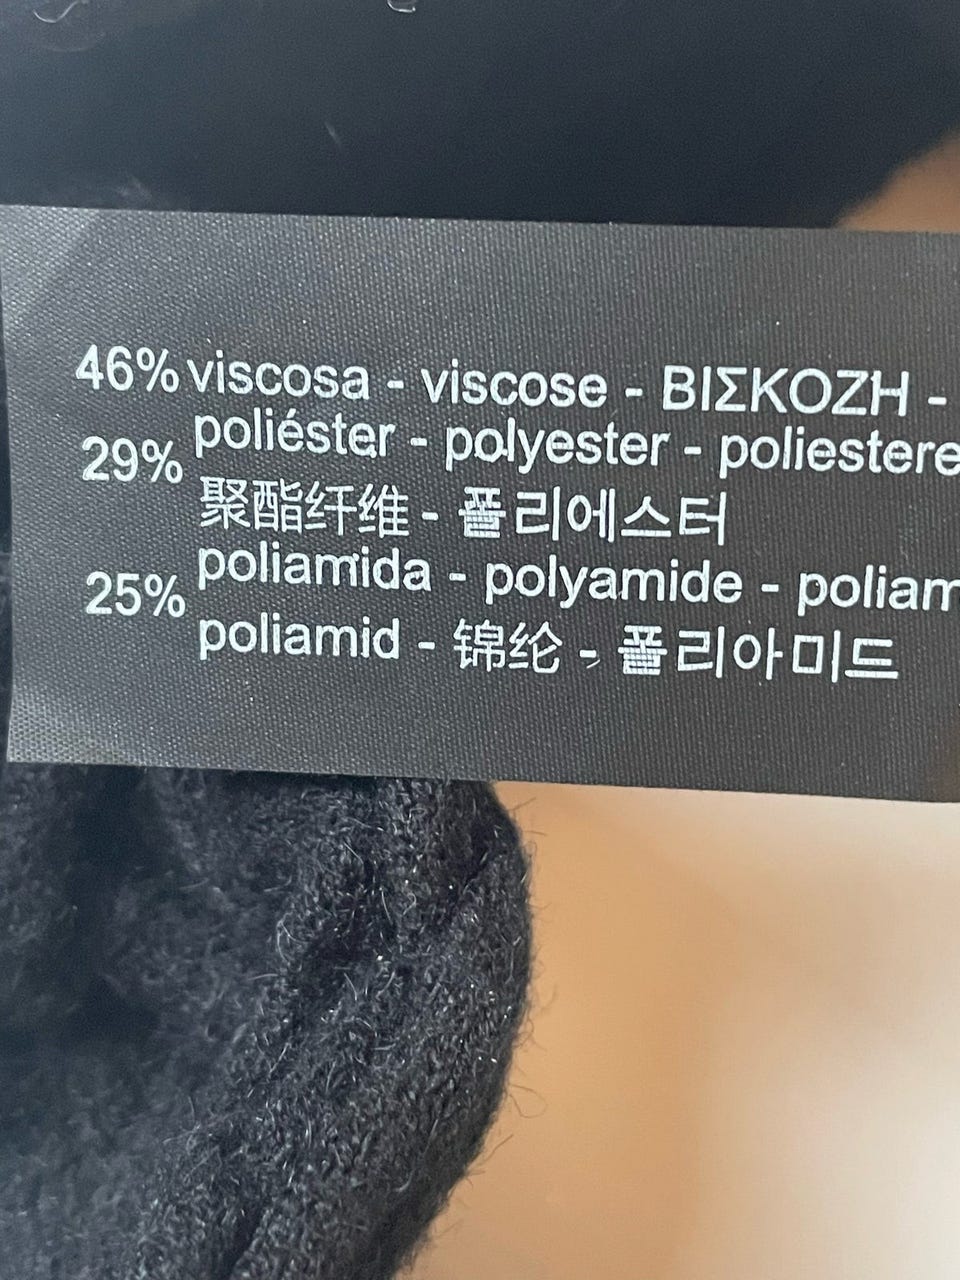 46% viscosa - viscose - ΒΙΣΚΟΖΗ -
29% poliéster - polyester - poliestere
聚酯纤维 - 폴리에스터
25% poliamida - polyamide - poliam
poliamid - 锦纶 - 폴리아미드